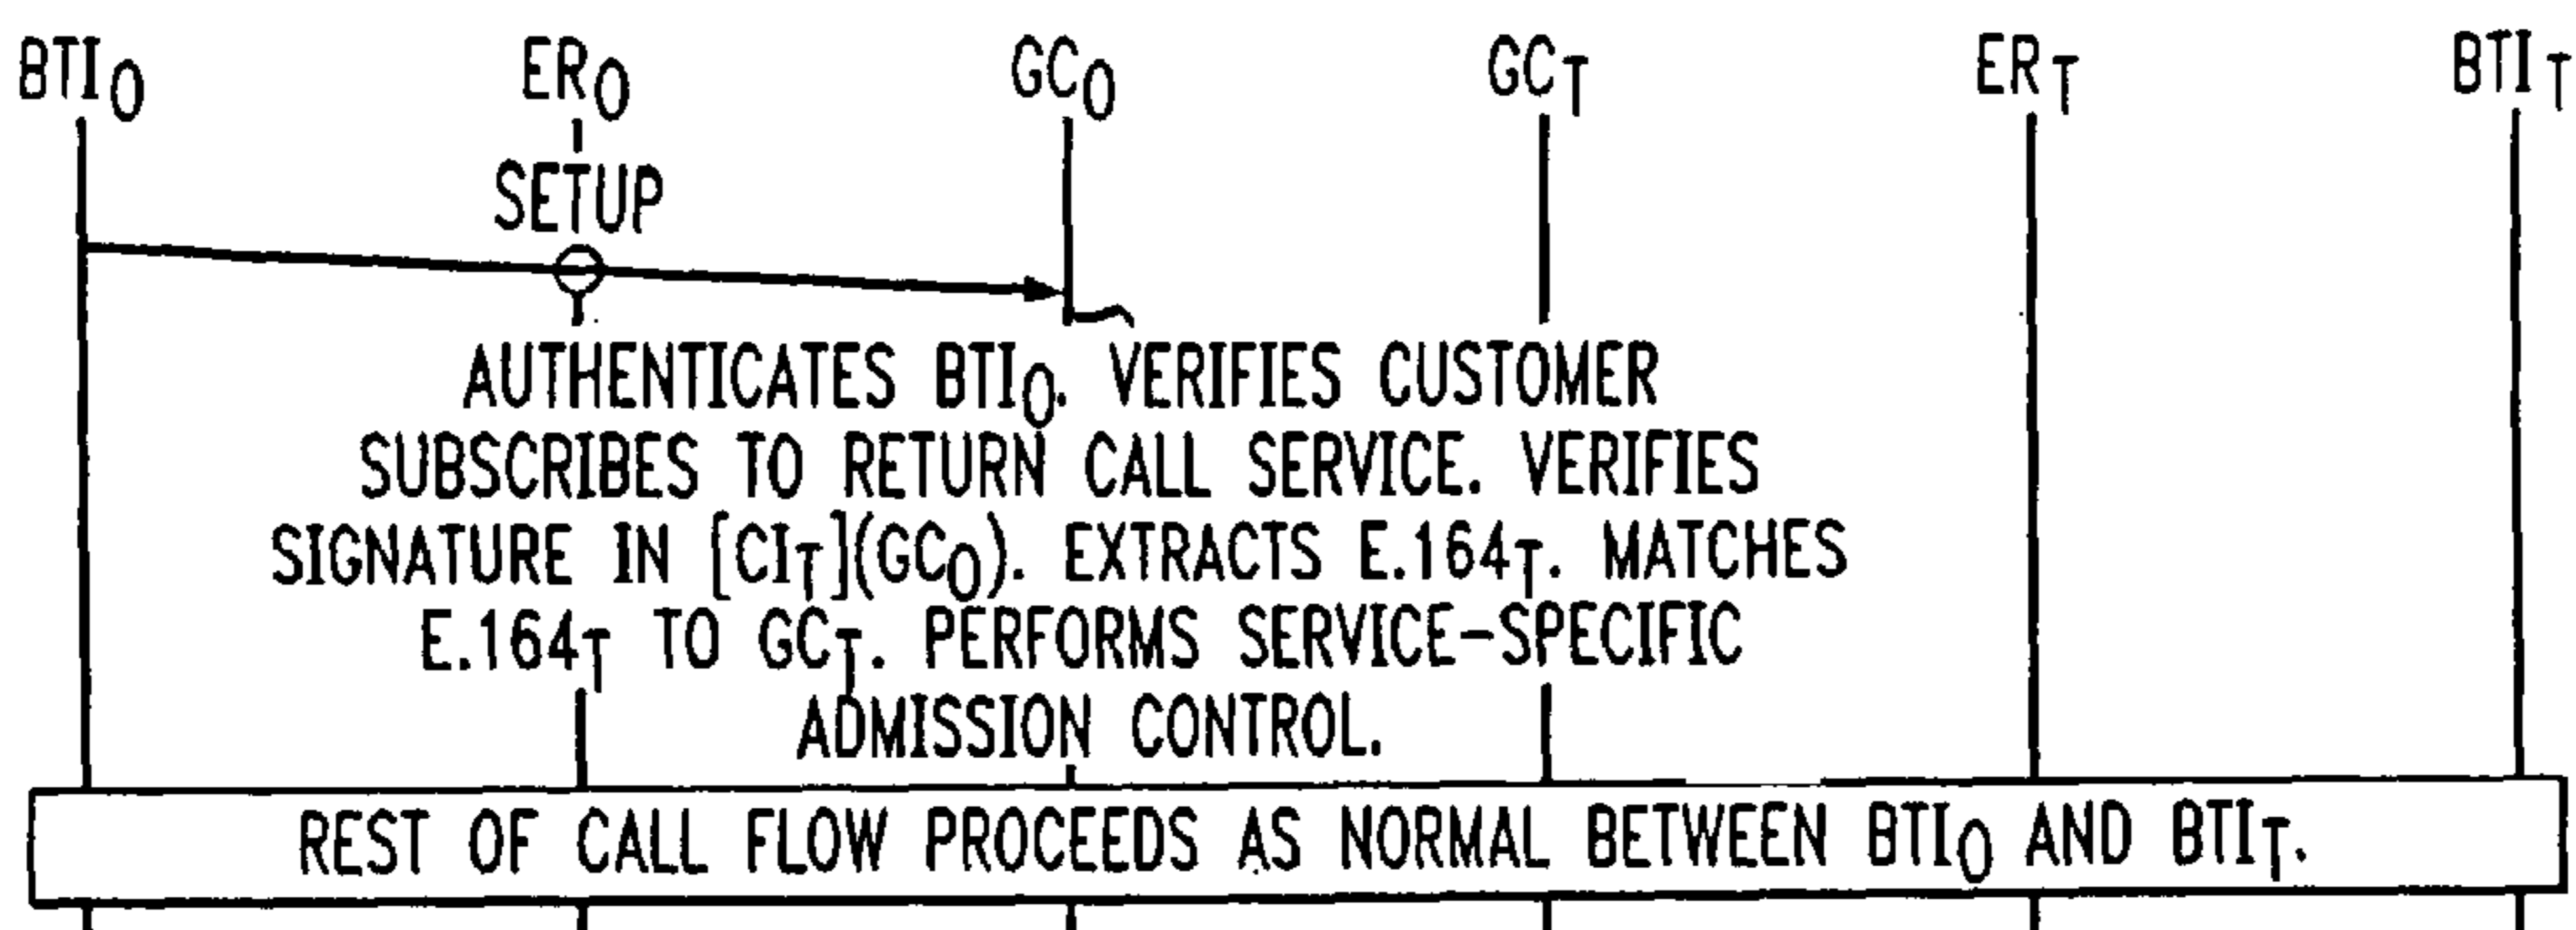 BTIO ERO GCO GCT ERT BTIT
SETUP
AUTHENTICATES BTIO. VERIFIES CUSTOMER
SUBSCRIBES TO RETURN CALL SERVICE. VERIFIES
SIGNATURE IN [CIT](GCO). EXTRACTS E.164T. MATCHES
E.164T TO GCT. PERFORMS SERVICE-SPECIFIC
ADMISSION CONTROL.
REST OF CALL FLOW PROCEEDS AS NORMAL BETWEEN BTIO AND BTIT.